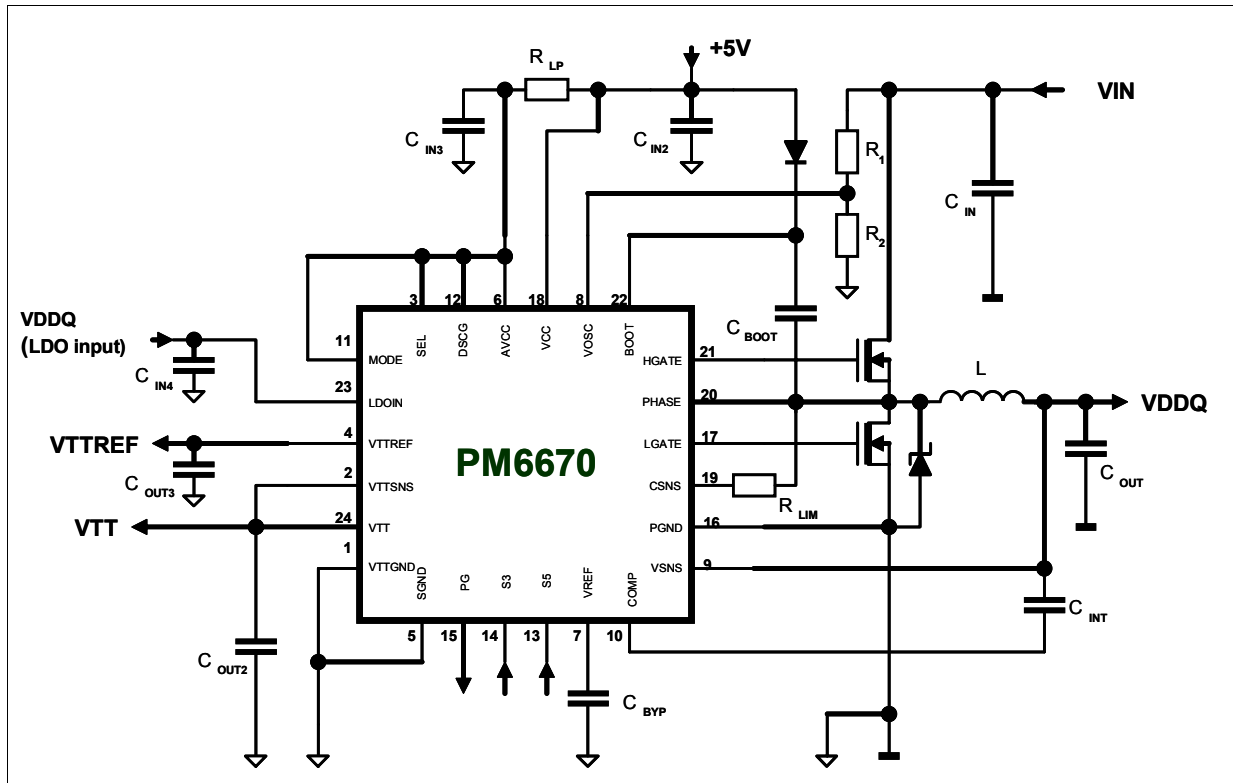 +5V
R LP
VIN
C IN3
C IN2
R1
C IN
R2
3
12
6
18
8
22
VDDQ
(LDO input)
11
MODE
SEL
DSCG
AVCC
VCC
VOSC
BOOT
C BOOT
HGATE
21
C IN4
23
LDOIN
PHASE
20
L
VDDQ
VTTREF
4
VTTREF
PM6670
LGATE
17
C OUT3
2
VTTSNS
CSNS
19
R LIM
C OUT
VTT
24
VTT
PGND
16
1
VTTGND
VSNS
9
SGND
PG
S3
S5
VREF
COMP
C INT
5
15
14
13
7
10
C OUT2
C BYP